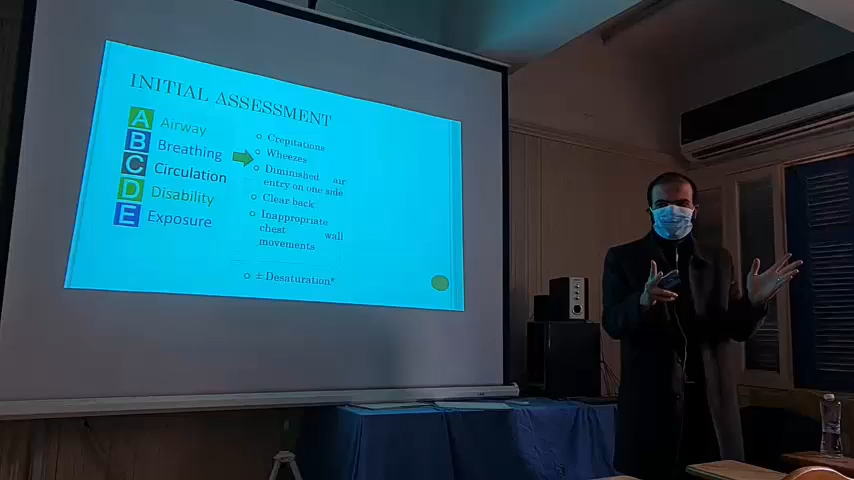 INITIAL ASSESSMENT
A Airway
B Breathing
C Circulation
D Disability
E Exposure
Crepitations
Wheezes
Diminished air
entry on one side
Clear back
Inappropriate
chest wall
movements
± Desaturation*